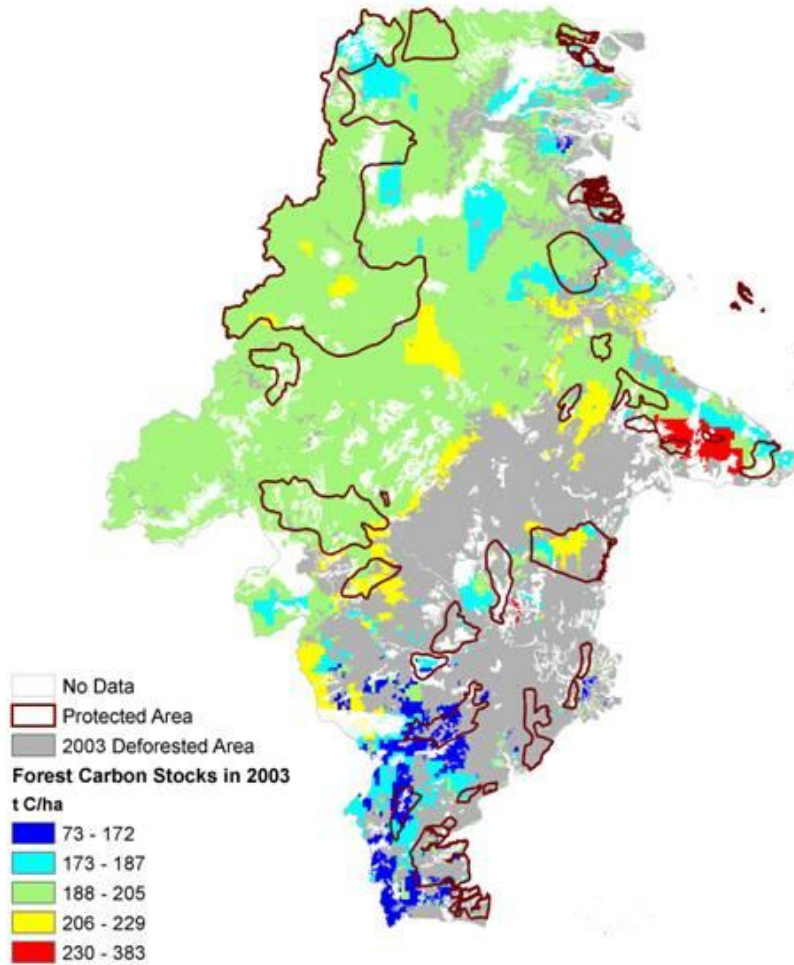 No Data
Protected Area
2003 Deforested Area
Forest Carbon Stocks in 2003
t C/ha
73 - 172
173 - 187
188 - 205
206 - 229
230 - 383